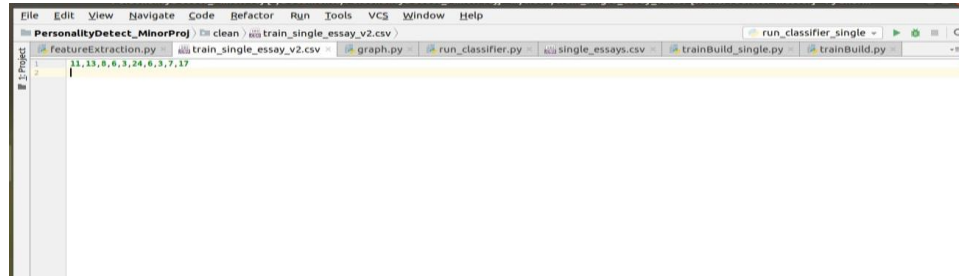 File Edit View Navigate Code Refactor Run Tools VCS Window Help
PersonalityDetect_MinorProj clean train_single_essay_v2.csv run_classifier_single
featureExtraction.py train_single_essay_v2.csv graph.py run_classifier.py single_essays.csv trainBuild_single.py trainBuild.py
1: Project
1 11,13,8,6,3,24,6,3,7,17
2